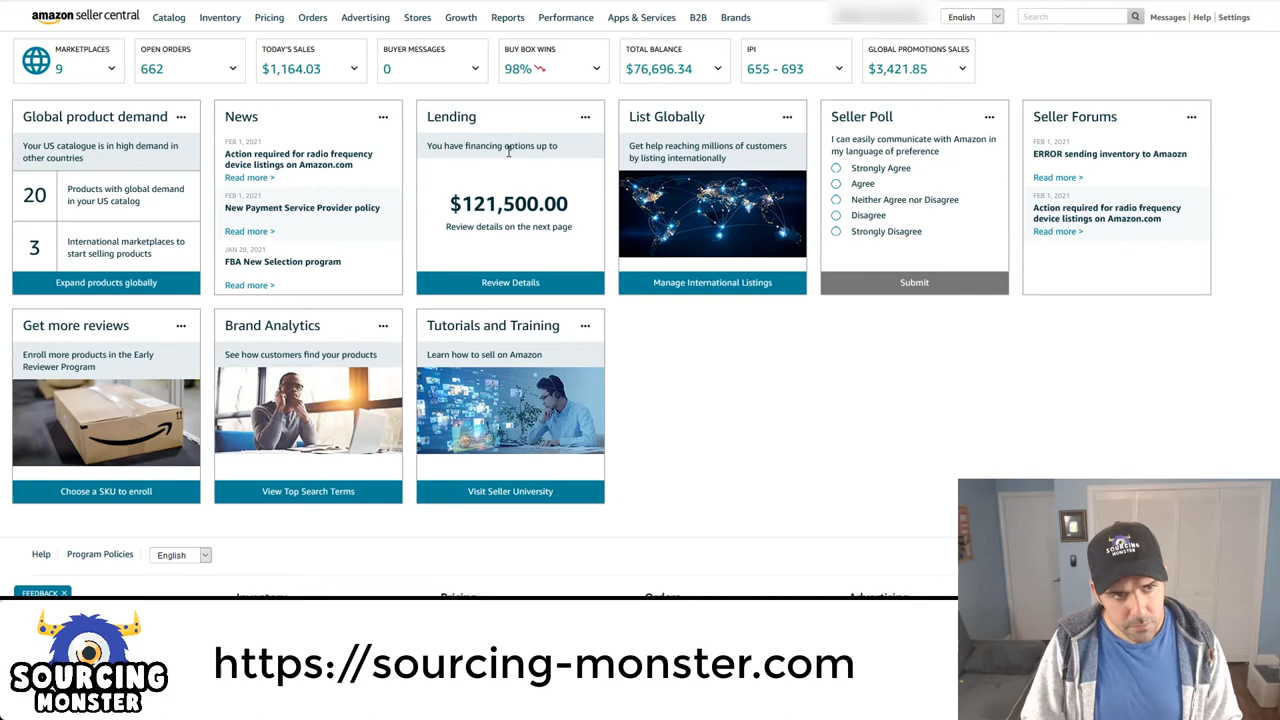 amazon seller central
Catalog Inventory Pricing Orders Advertising Stores Growth Reports Performance Apps & Services B2B Brands
English
Search
Messages | Help | Settings
MARKETPLACES
9
OPEN ORDERS
662
TODAY'S SALES
$1,164.03
BUYER MESSAGES
0
BUY BOX WINS
98%
TOTAL BALANCE
$76,696.34
IPI
655 - 693
GLOBAL PROMOTIONS SALES
$3,421.85
Global product demand
Your US catalogue is in high demand in
other countries
20
Products with global demand
in your US catalog
3
International marketplaces to
start selling products
Expand products globally
News
FEB 1, 2021
Action required for radio frequency
device listings on Amazon.com
Read more >
FEB 1, 2021
New Payment Service Provider policy
Read more >
JAN 28, 2021
FBA New Selection program
Read more >
Lending
You have financing options up to
$121,500.00
Review details on the next page
Review Details
List Globally
Get help reaching millions of customers
by listing internationally
Manage International Listings
Seller Poll
I can easily communicate with Amazon in
my language of preference
Strongly Agree
Agree
Neither Agree nor Disagree
Disagree
Strongly Disagree
Submit
Seller Forums
FEB 1, 2021
ERROR sending inventory to Amaozn
Read more >
FEB 1, 2021
Action required for radio frequency
device listings on Amazon.com
Read more >
Get more reviews
Enroll more products in the Early
Reviewer Program
Choose a SKU to enroll
Brand Analytics
See how customers find your products
View Top Search Terms
Tutorials and Training
Learn how to sell on Amazon
Visit Seller University
Help | Program Policies
English
FEEDBACK
Inventory
Pricing
Orders
Advertising
SOURCING
MONSTER
https://sourcing-monster.com
SOURCING
MONSTER